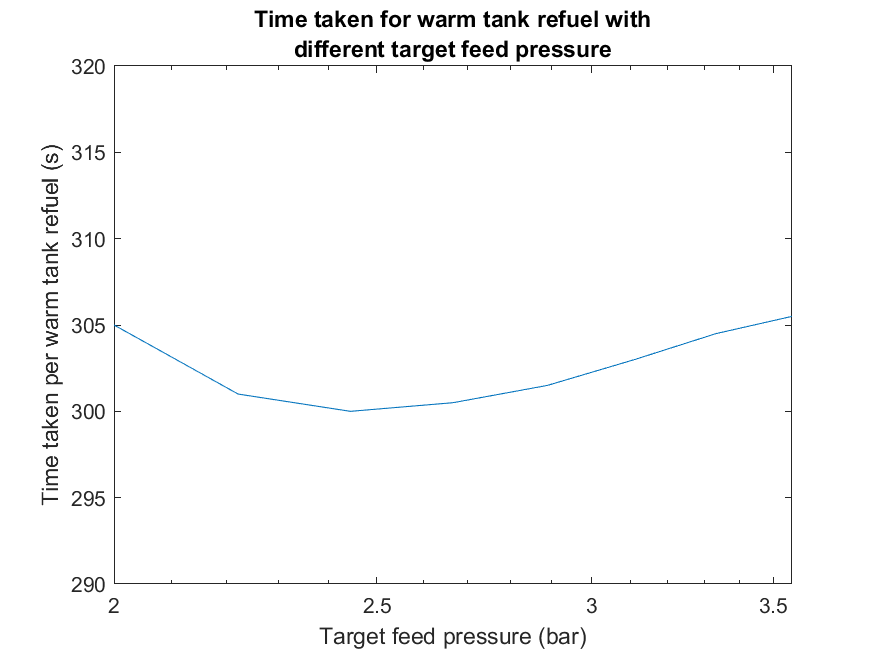 Time taken for warm tank refuel with
different target feed pressure
Time taken per warm tank refuel (s)
320
315
310
305
300
295
290
2
2.5
3
3.5
Target feed pressure (bar)